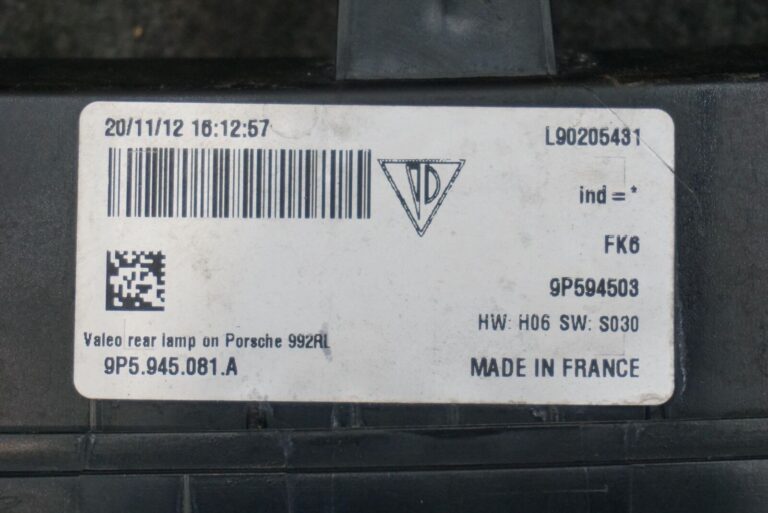 20/11/12 16:12:57
L90205431
ind = *
FK6
9P594503
HW: H06 SW: S030
Valeo rear lamp on Porsche 992RL
9P5.945.081.A
MADE IN FRANCE